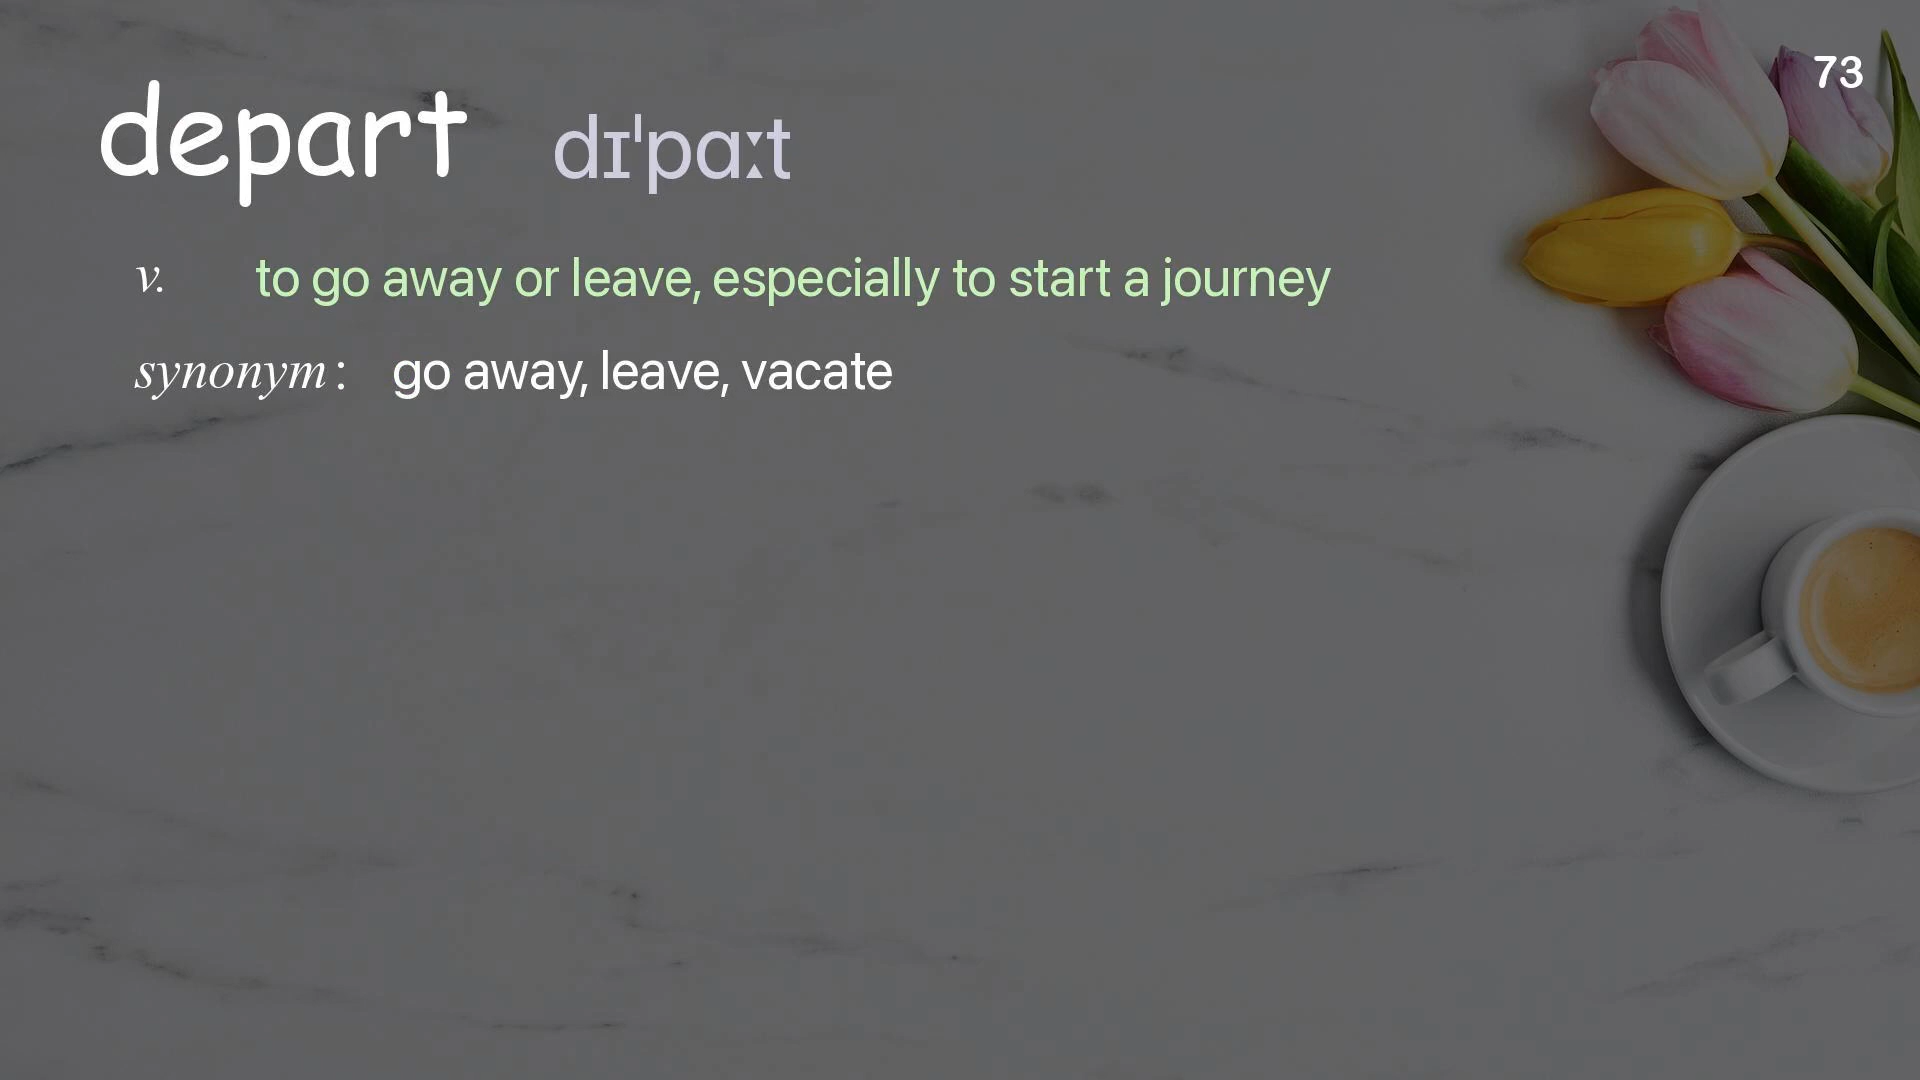 73
depart dɪˈpɑːt
v. to go away or leave, especially to start a journey
synonym : go away, leave, vacate